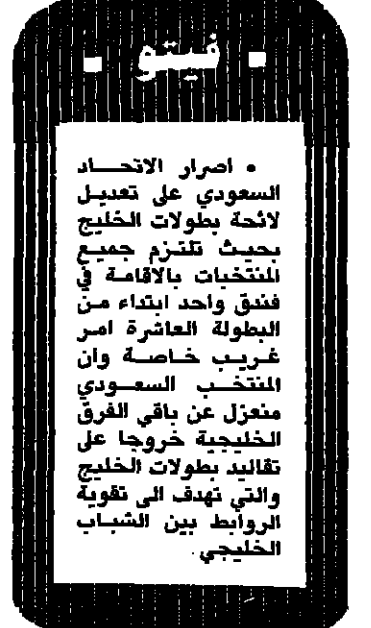 - فيتو -
• اصرار الاتحاد
السعودي على تعديل
لائحة بطولات الخليج
بحيث تلتزم جميع
المنتخبات بالاقامة في
فندق واحد ابتداء من
البطولة العاشرة امر
غريب خاصة وان
المنتخب السعودي
منعزل عن باقي الفرق
الخليجية خروجا على
تقاليد بطولات الخليج
والتي تهدف الى تقوية
الروابط بين الشباب
الخليجي.